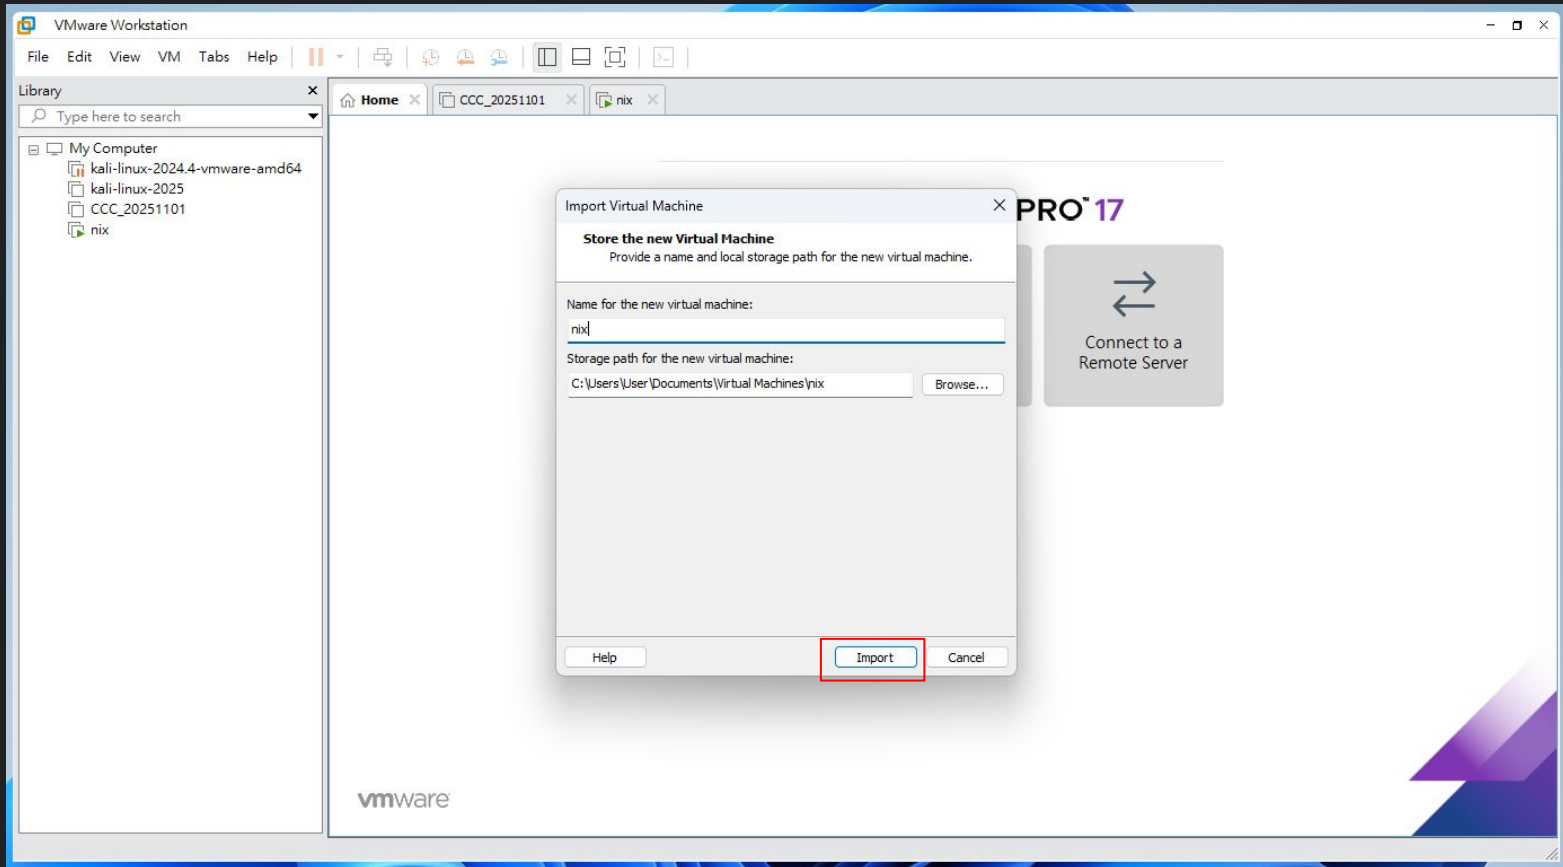 VMware Workstation
File Edit View VM Tabs Help
Library
Type here to search
My Computer
kali-linux-2024.4-vmware-amd64
kali-linux-2025
CCC_20251101
nix
Home
CCC_20251101
nix
PRO™ 17
Connect to a
Remote Server
Import Virtual Machine
Store the new Virtual Machine
Provide a name and local storage path for the new virtual machine.
Name for the new virtual machine:
nix
Storage path for the new virtual machine:
C:\Users\User\Documents\Virtual Machines\nix
Browse...
Help
Import
Cancel
vmware